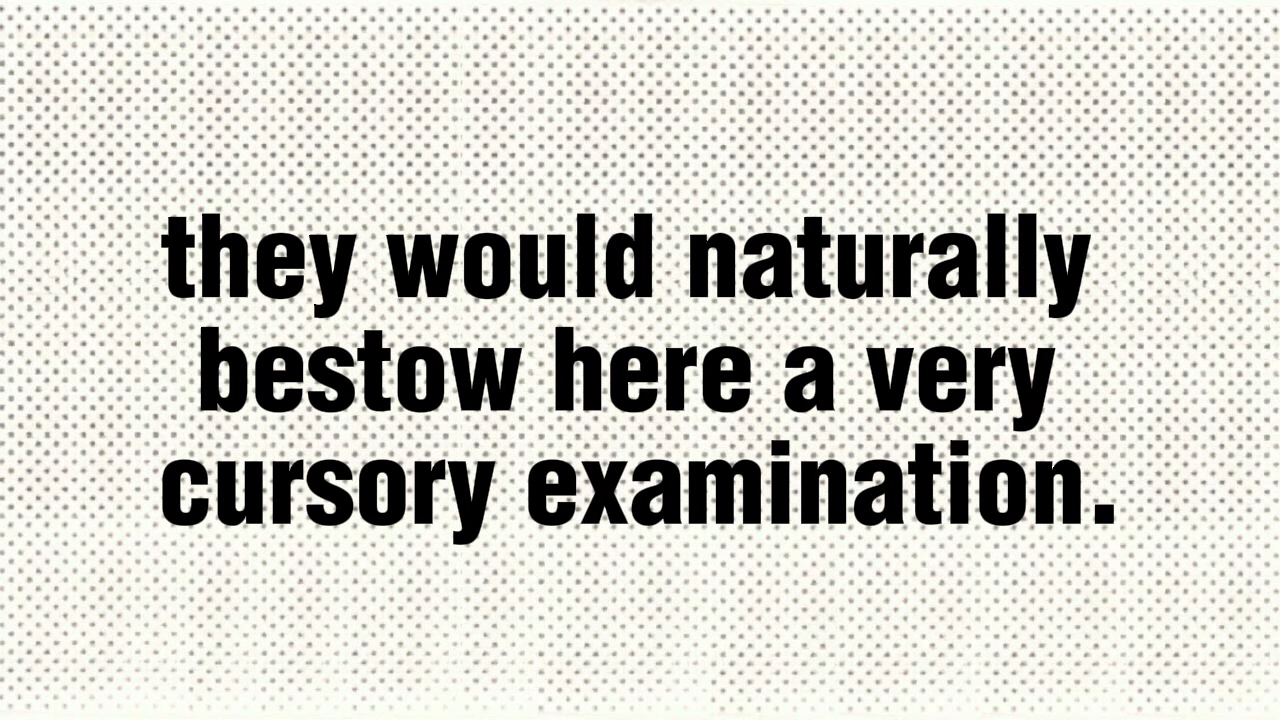 they would naturally
bestow here a very
cursory examination.